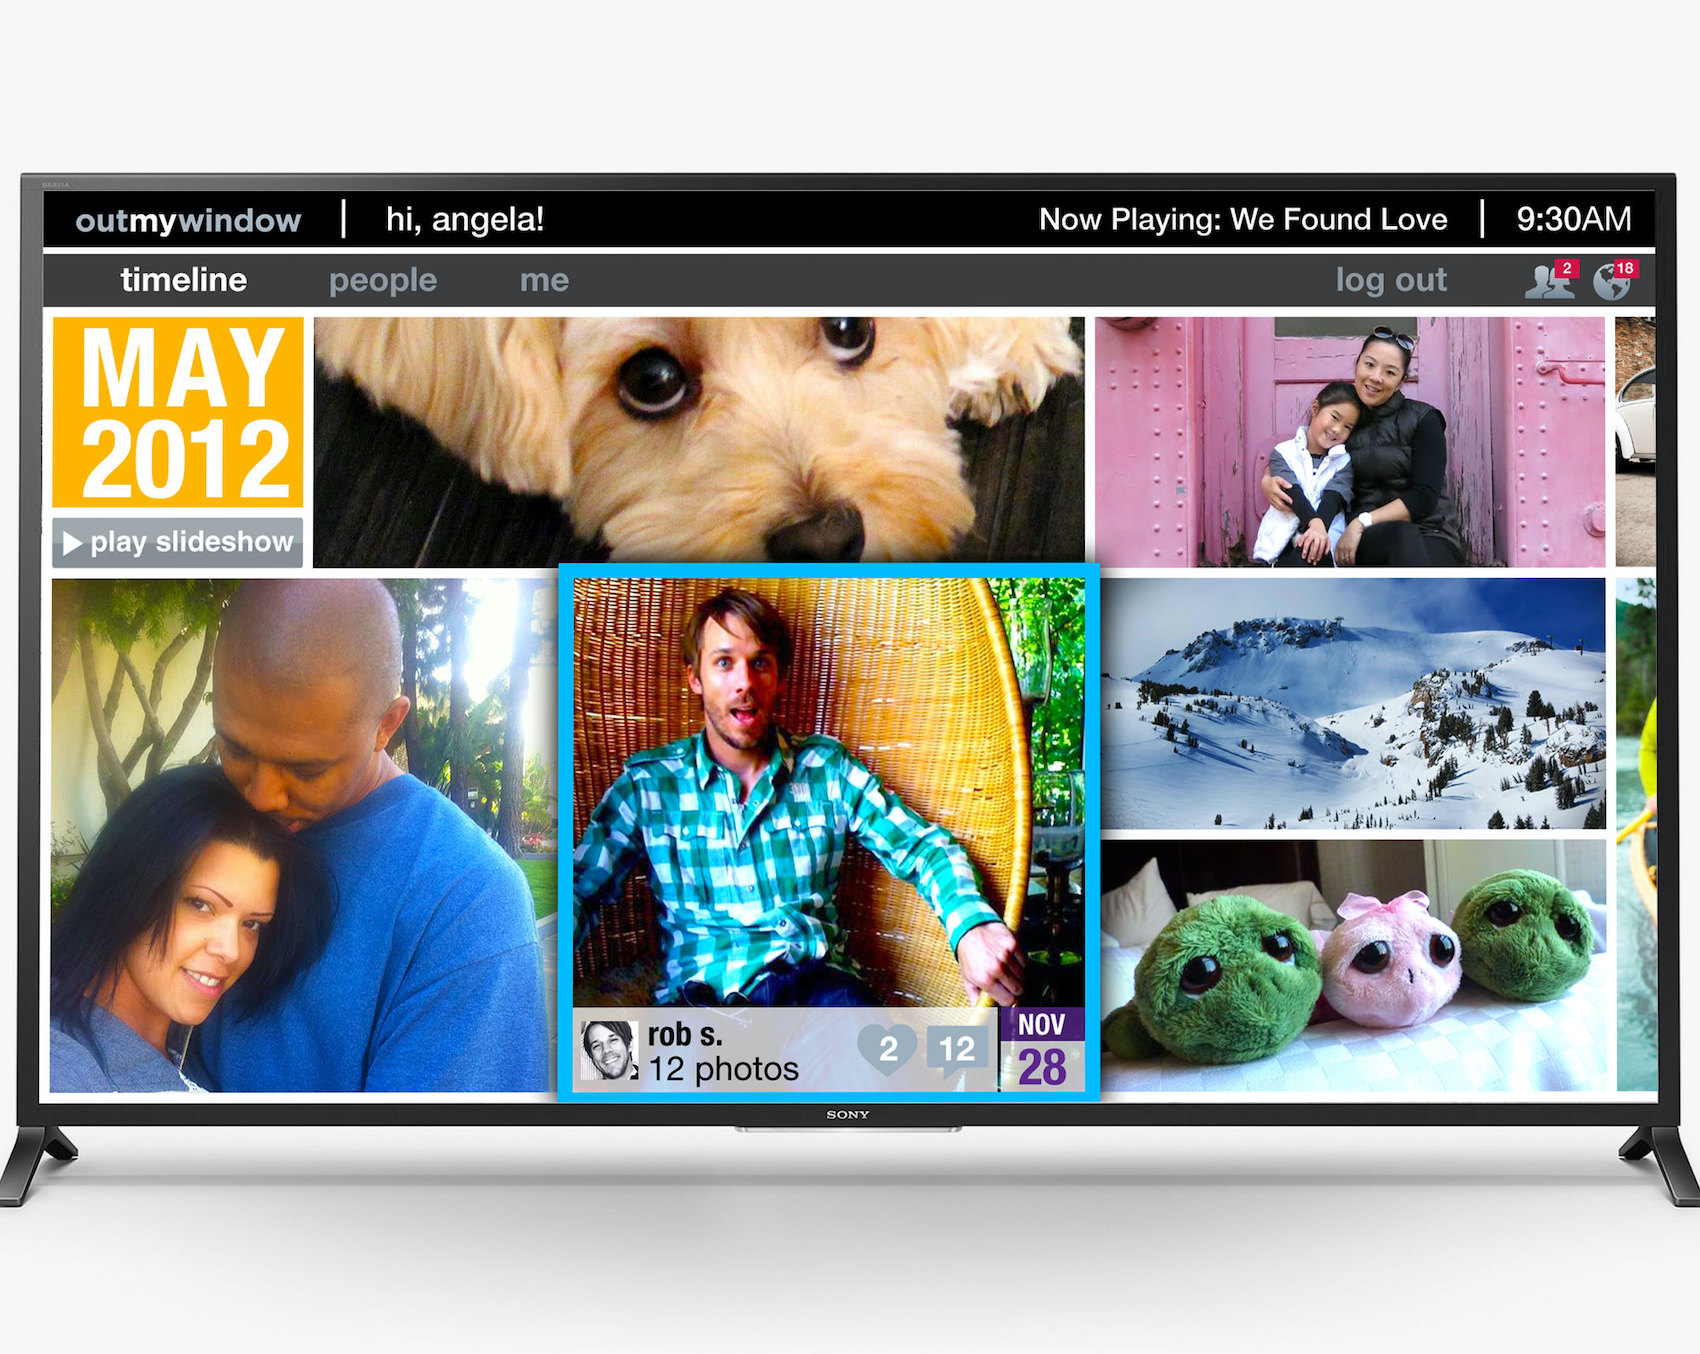 BRAVIA
outmywindow | hi, angela!
Now Playing: We Found Love | 9:30AM
timeline people me
log out 2 18
MAY
2012
play slideshow
rob s.
12 photos
2 12
NOV
28
SONY